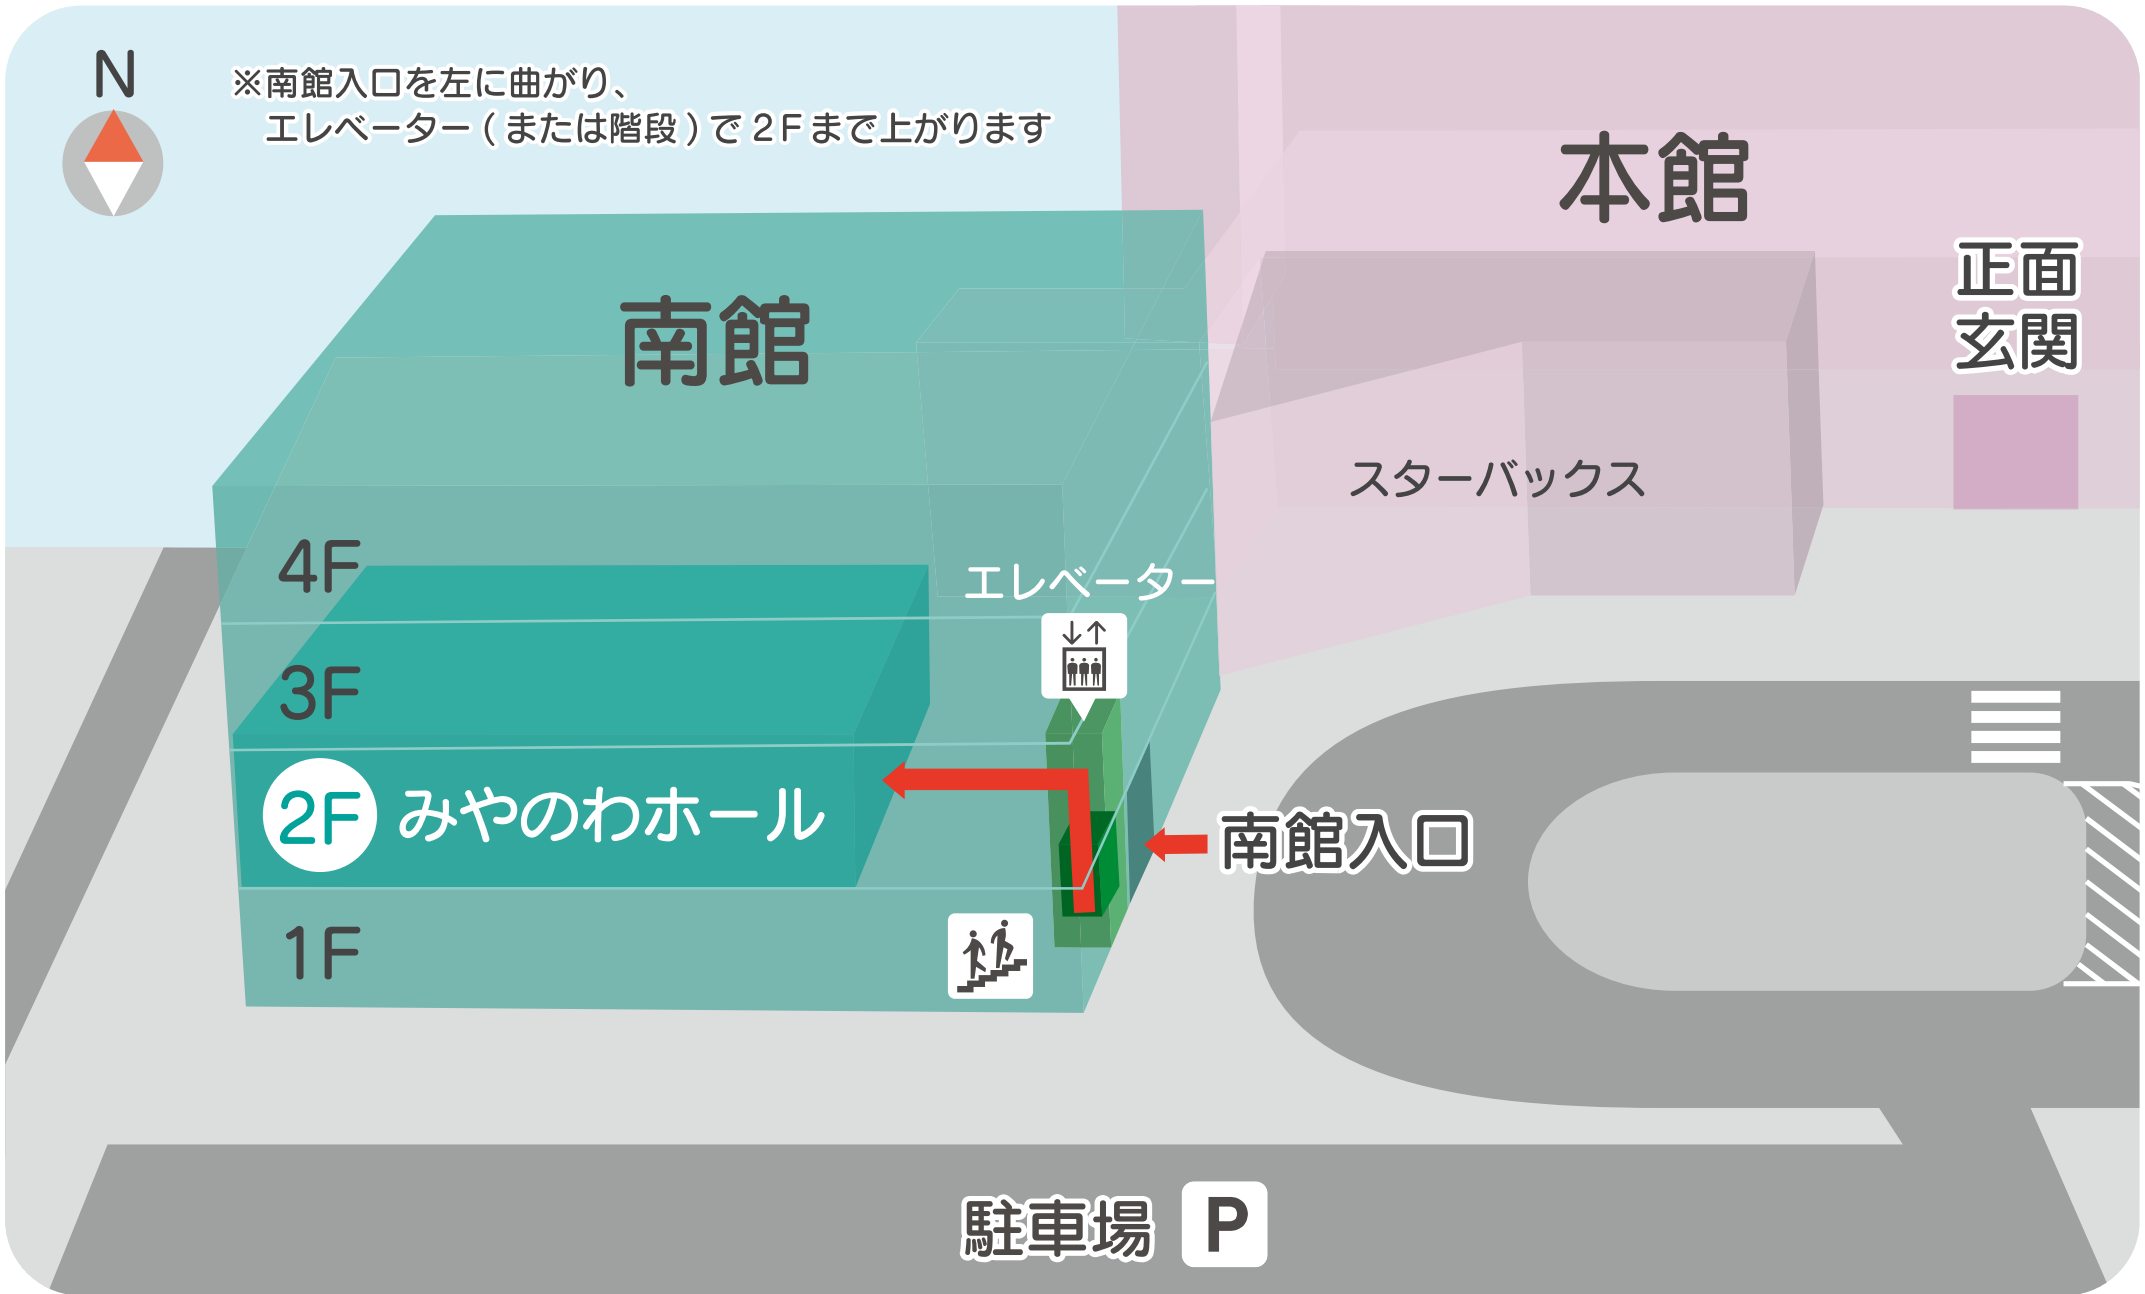 N
※南館入口を左に曲がり、
エレベーター(または階段)で2Fまで上がります
本館
正面
玄関
南館
スターバックス
4F
エレベーター
3F
2F みやのわホール
南館入口
1F
駐車場 P